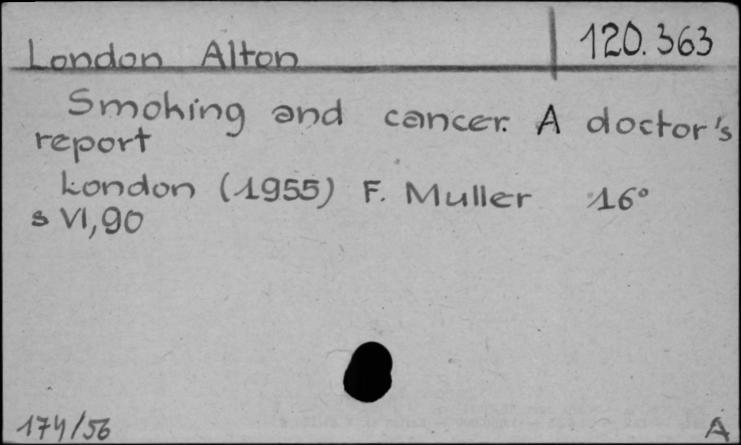 London Alton 120.363
Smoking and cancer. A doctor's
report
London (1955) F. Muller 16°
s VI,90
174/56 A